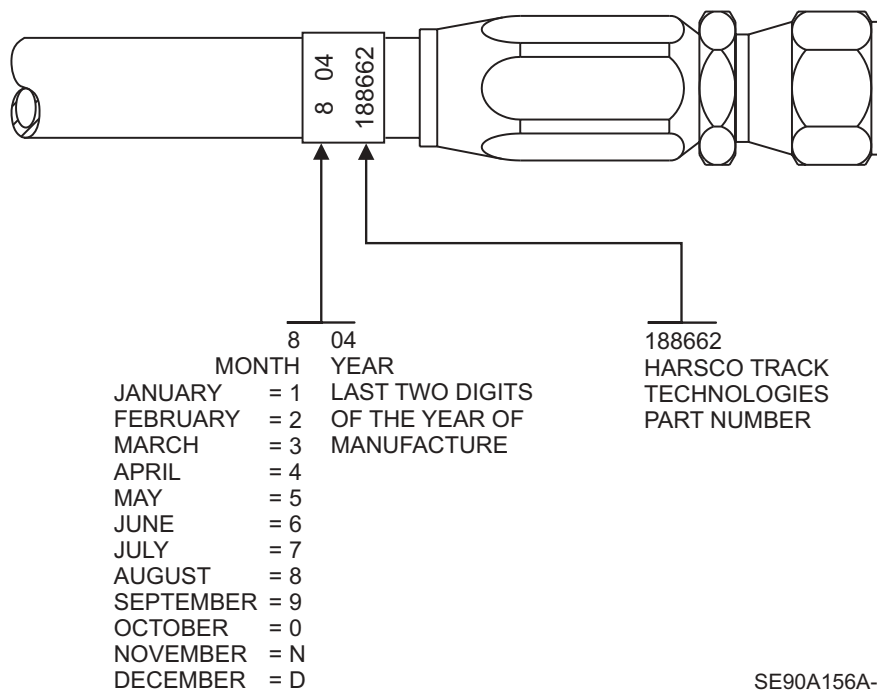 8 04
188662
8 04
MONTH YEAR
JANUARY = 1 LAST TWO DIGITS
FEBRUARY = 2 OF THE YEAR OF
MARCH = 3 MANUFACTURE
APRIL = 4
MAY = 5
JUNE = 6
JULY = 7
AUGUST = 8
SEPTEMBER = 9
OCTOBER = 0
NOVEMBER = N
DECEMBER = D
188662
HARSCO TRACK
TECHNOLOGIES
PART NUMBER
SE90A156A-